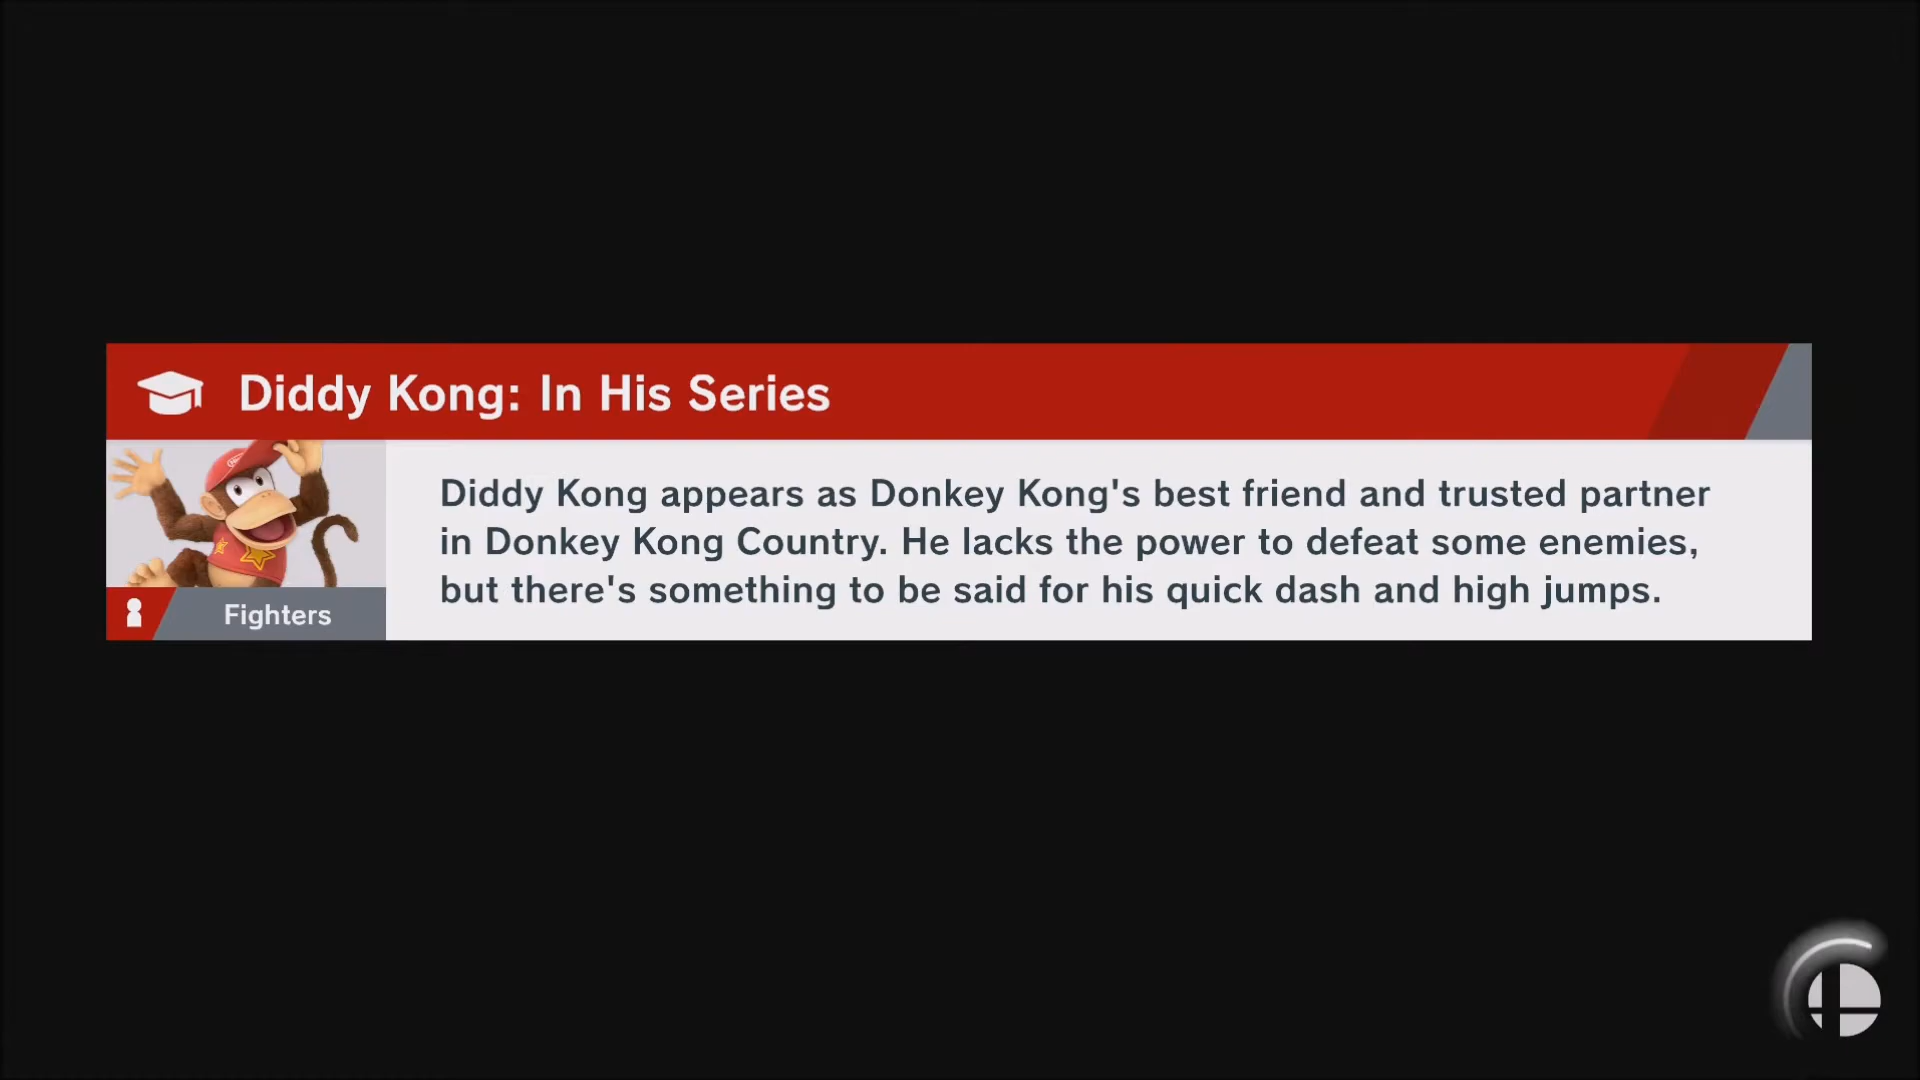 Diddy Kong: In His Series
Diddy Kong appears as Donkey Kong's best friend and trusted partner
in Donkey Kong Country. He lacks the power to defeat some enemies,
but there's something to be said for his quick dash and high jumps.
Fighters